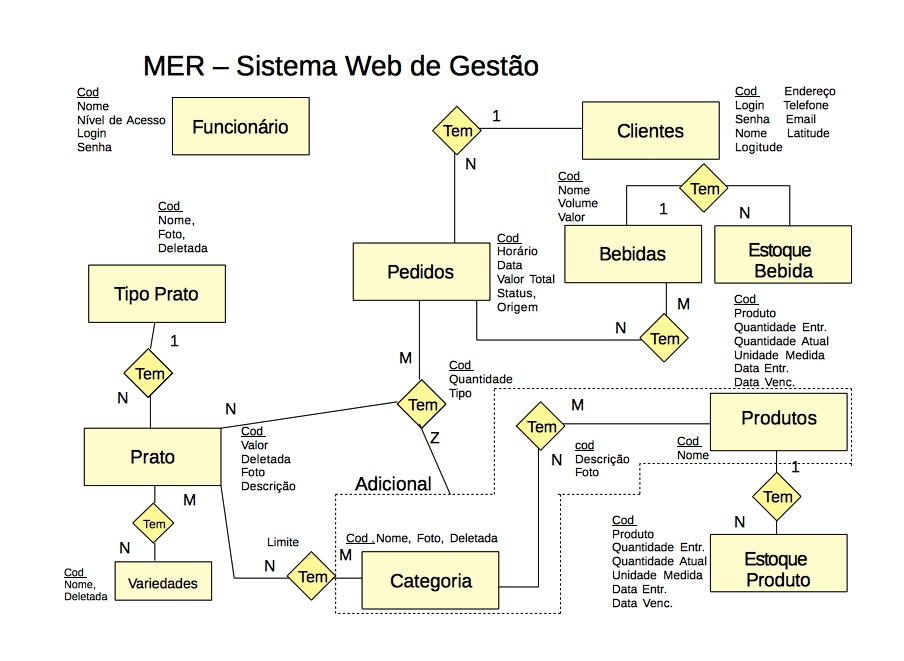 MER – Sistema Web de Gestão
Cod
Nome
Nível de Acesso
Login
Senha
Funcionário
Tem
1
N
Clientes
Cod Endereço
Login Telefone
Senha Email
Nome Latitude
Logitude
Tem
1
N
Cod
Nome
Volume
Valor
Bebidas
Estoque
Bebida
Cod
Nome,
Foto,
Deletada
Tipo Prato
Pedidos
Cod
Horário
Data
Valor Total
Status,
Origem
M
N
Tem
Cod
Produto
Quantidade Entr.
Quantidade Atual
Unidade Medida
Data Entr.
Data Venc.
1
Tem
N
M
Cod
Quantidade
Tipo
Tem
N
Z
Prato
Cod
Valor
Deletada
Foto
Descrição
Adicional
Tem
M
N
cod
Descrição
Foto
Produtos
Cod
Nome
1
Tem
N
M
Tem
N
Cod
Nome,
Deletada
Variedades
Limite
N
Tem
M
Cod , Nome, Foto, Deletada
Categoria
Cod
Produto
Quantidade Entr.
Quantidade Atual
Unidade Medida
Data Entr.
Data Venc.
Estoque
Produto